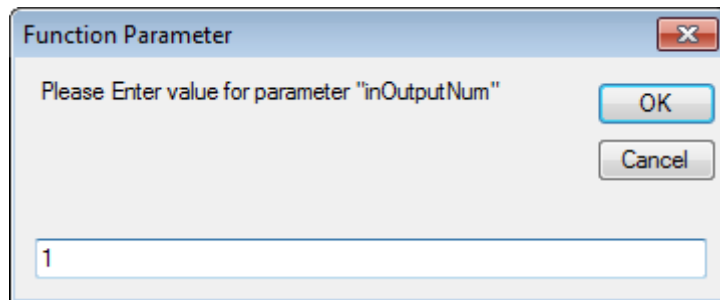 Function Parameter
Please Enter value for parameter "inOutputNum"
OK
Cancel
1